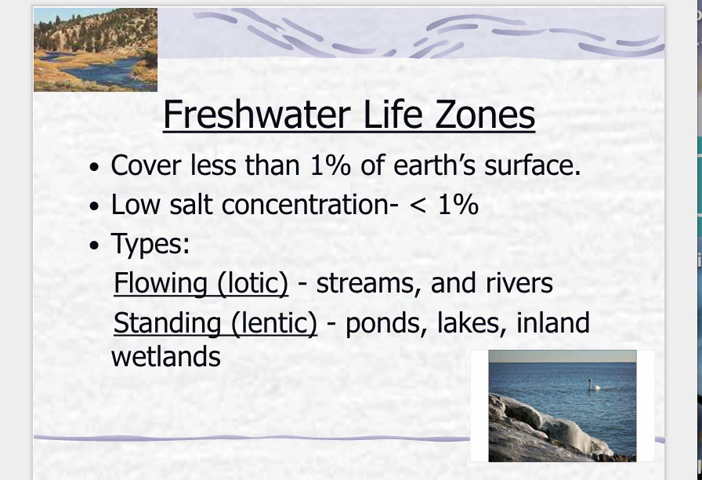 Freshwater Life Zones
• Cover less than 1% of earth’s surface.
• Low salt concentration- < 1%
• Types:
Flowing (lotic) - streams, and rivers
Standing (lentic) - ponds, lakes, inland
wetlands